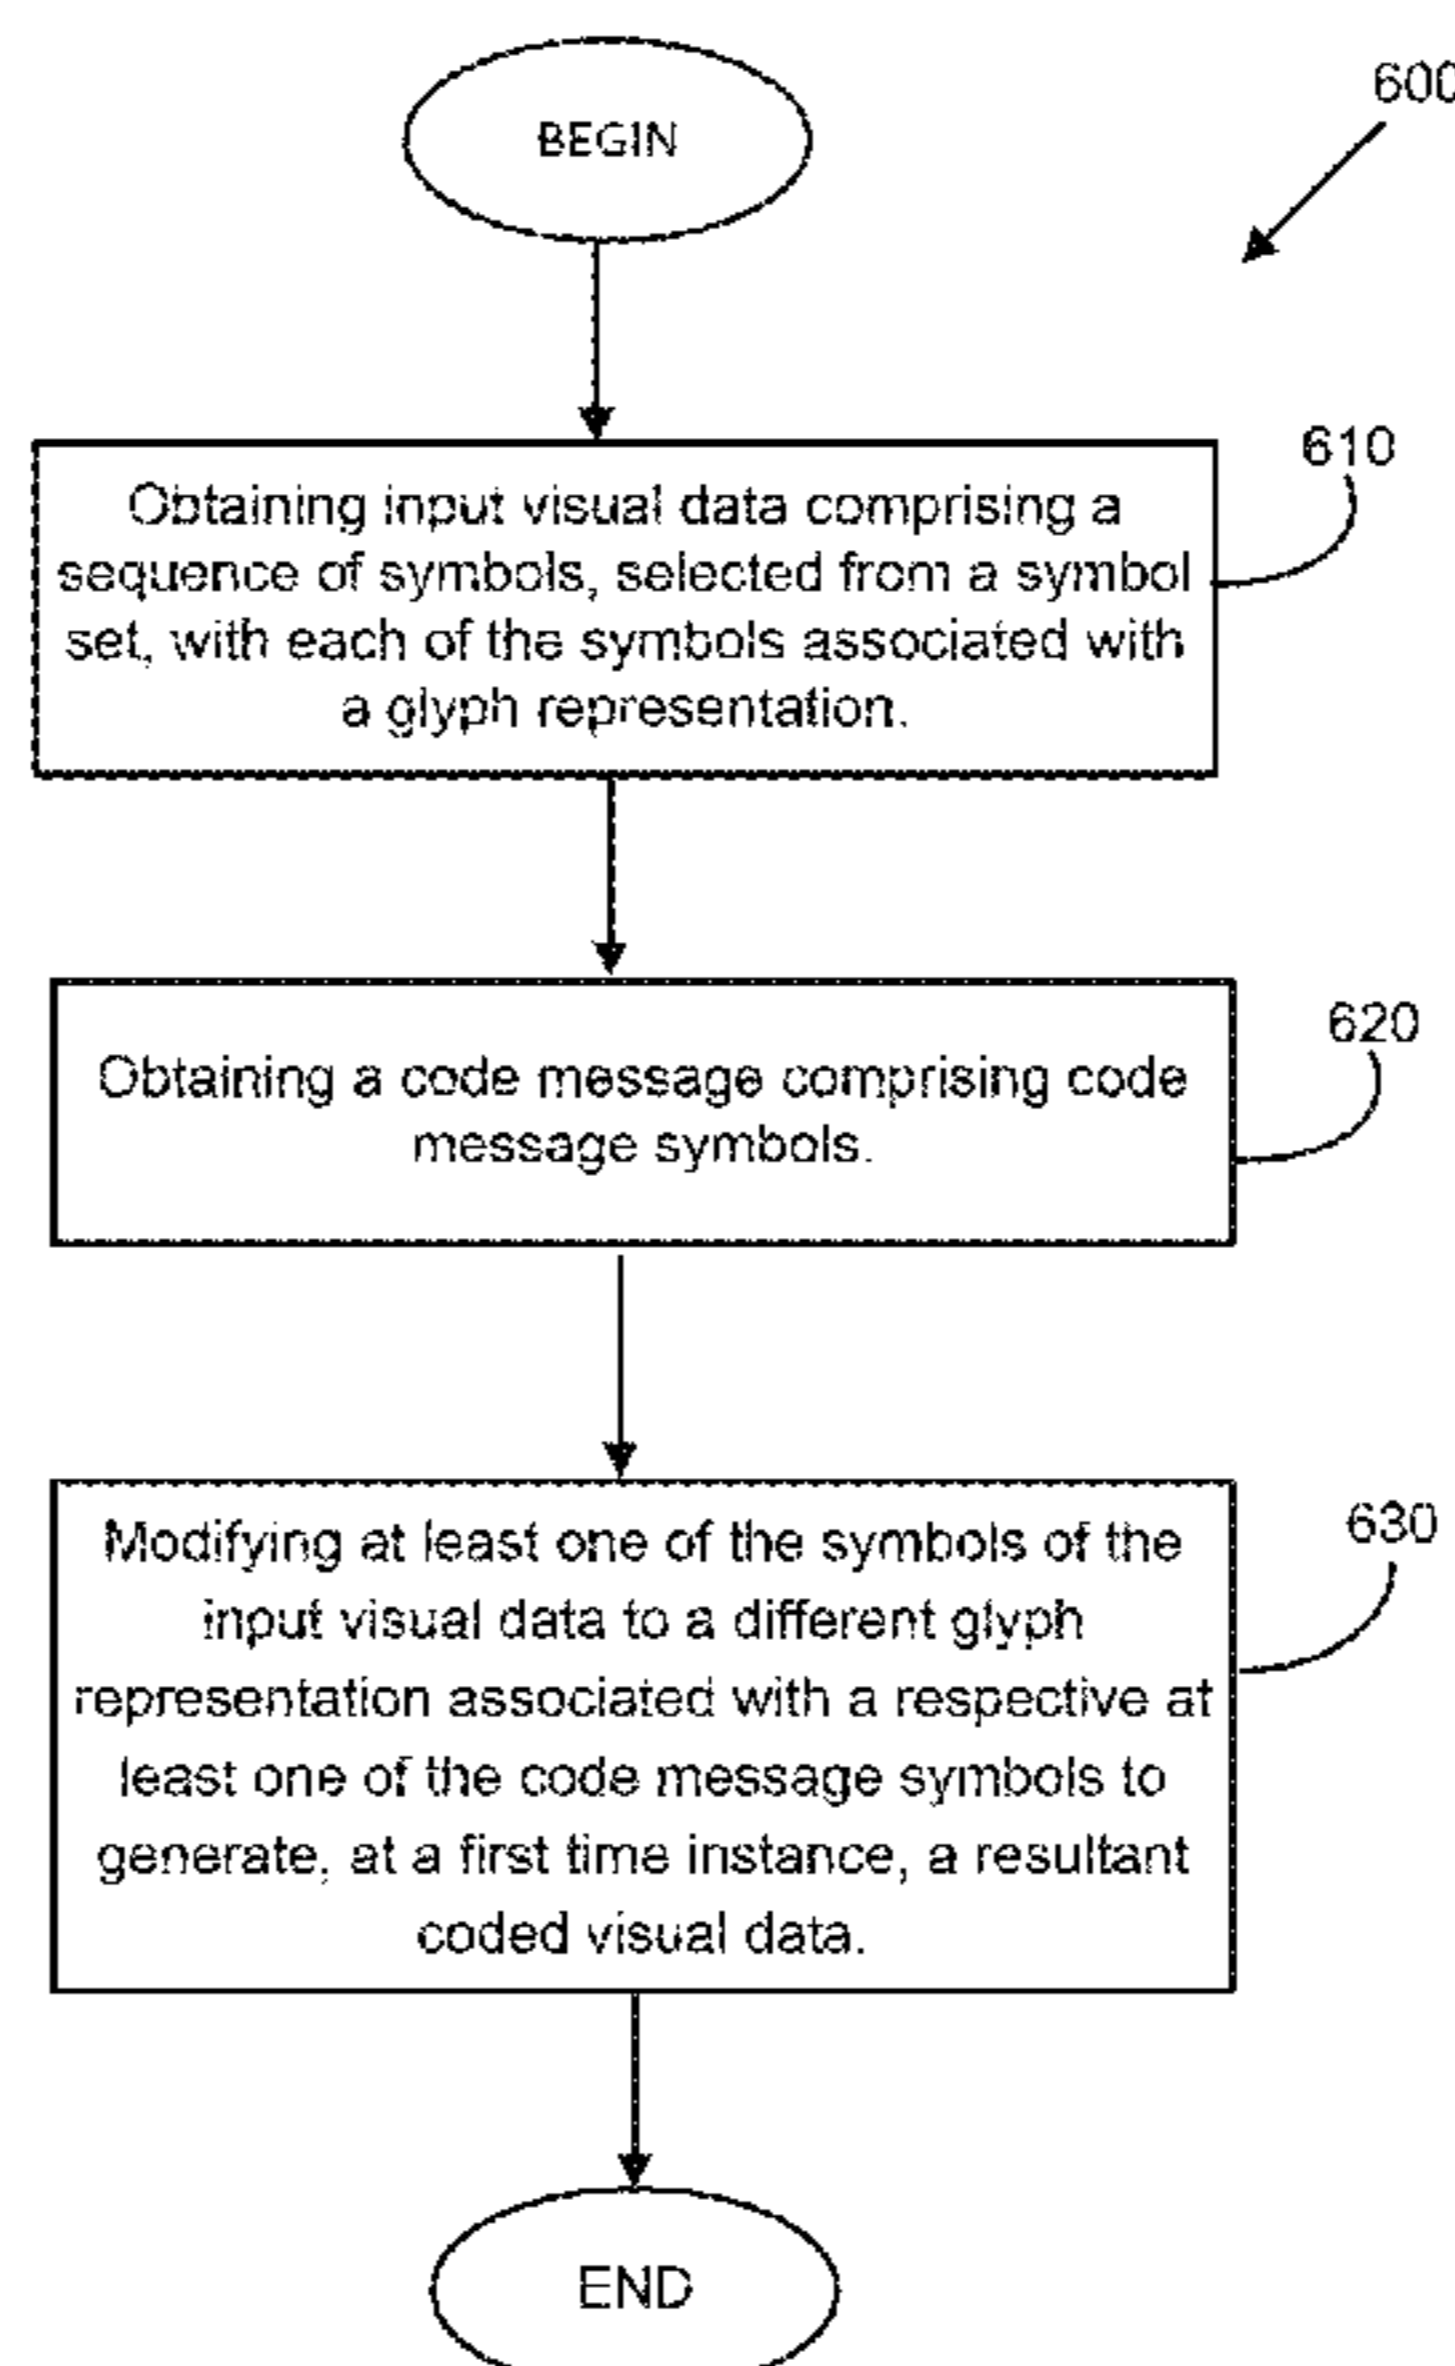 BEGIN
600
Obtaining input visual data comprising a
sequence of symbols, selected from a symbol
set, with each of the symbols associated with
a glyph representation.
610
Obtaining a code message comprising code
message symbols.
620
Modifying at least one of the symbols of the
input visual data to a different glyph
representation associated with a respective at
least one of the code message symbols to
generate, at a first time instance, a resultant
coded visual data.
630
END